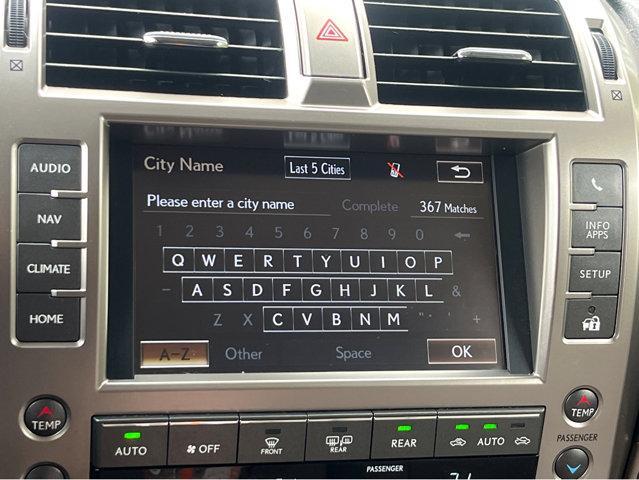 City Name Last 5 Cities
Please enter a city name Complete 367 Matches
1 2 3 4 5 6 7 8 9 0
Q W E R T Y U I O P
- A S D F G H J K L &
Z X C V B N M " · ' +
A-Z Other Space OK
AUDIO
NAV
CLIMATE
HOME
INFO
APPS
SETUP
TEMP
AUTO
OFF
FRONT
REAR
REAR
AUTO
TEMP
PASSENGER
PASSENGER